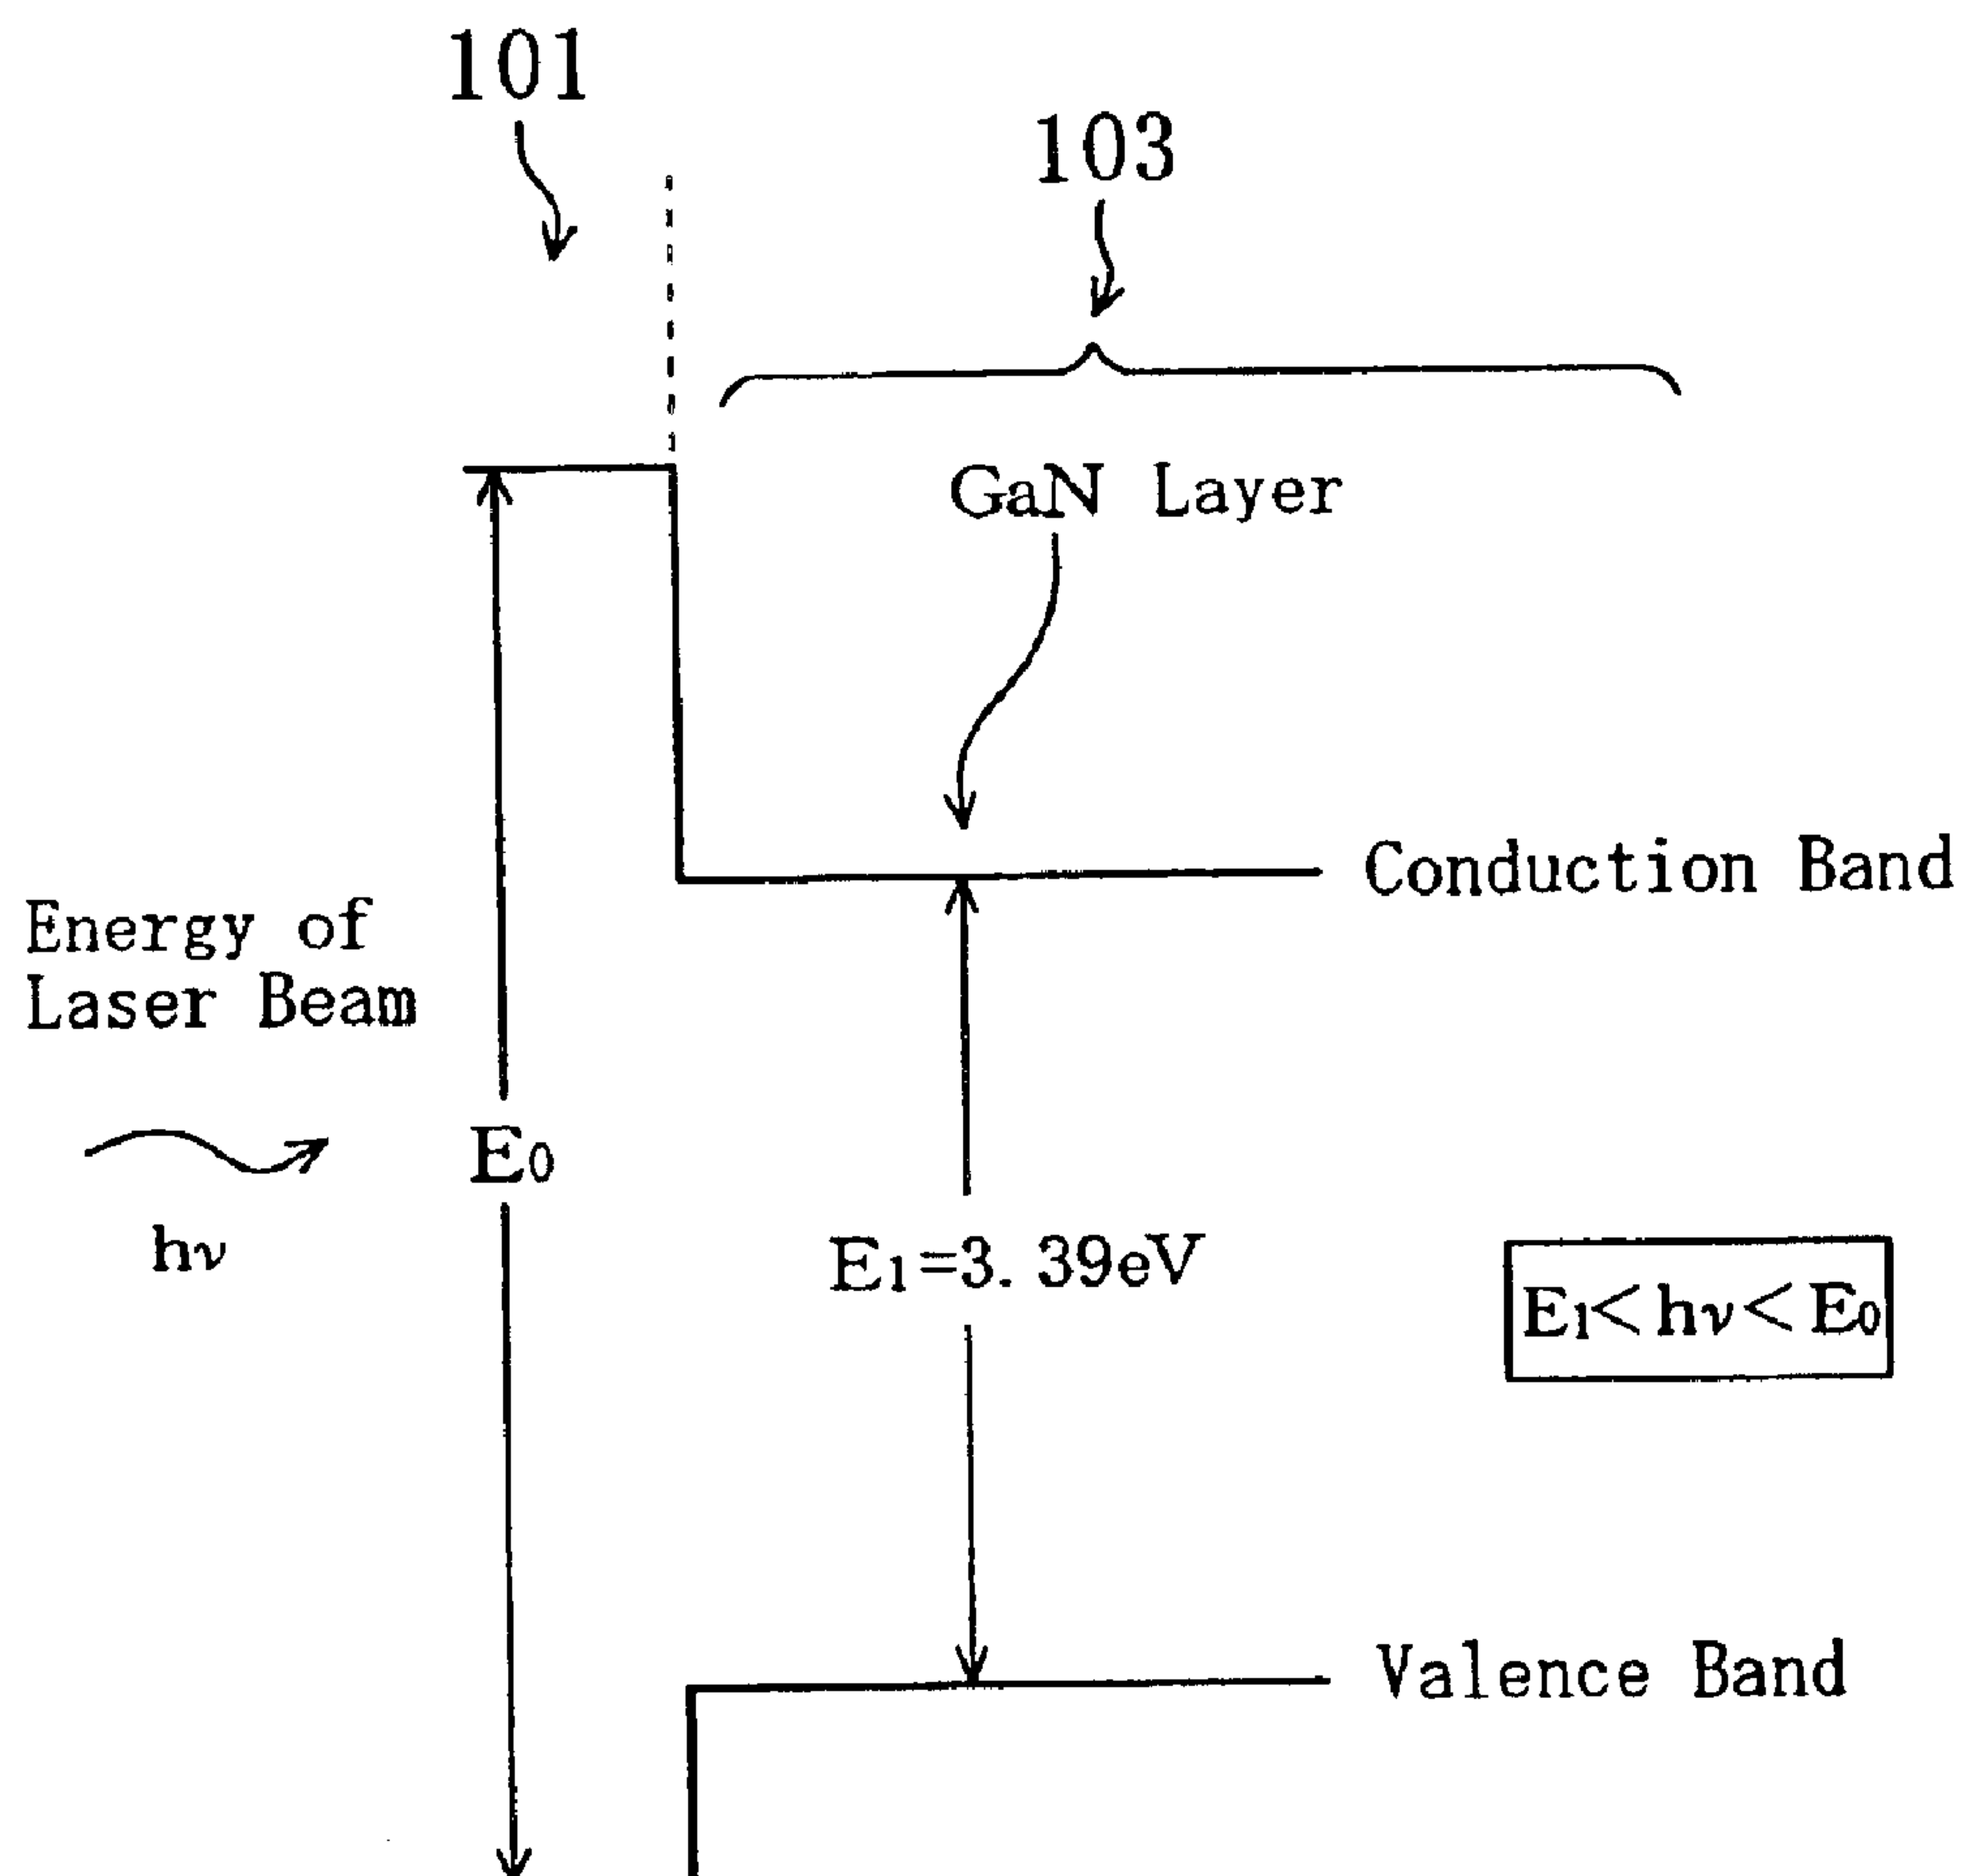 101
103
GaN Layer
Conduction Band
Energy of
Laser Beam
E0
hν
E1=3.39eV
E1<hν<E0
Valence Band